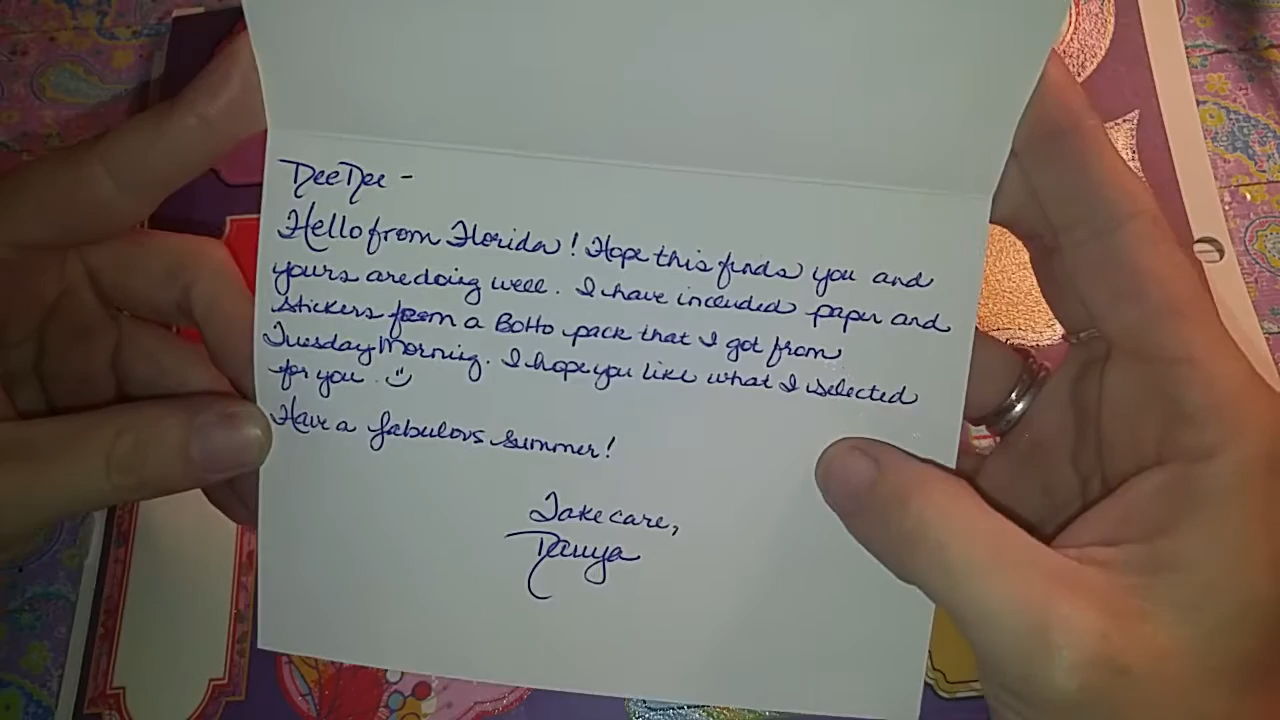 DeeDee -
Hello from Florida! Hope this finds you and
yours are doing well. I have included paper and
stickers from a BoHo pack that I got from
Tuesday Morning. I hope you like what I selected
for you. ☺
Have a fabulous summer!
Take care,
Tanya